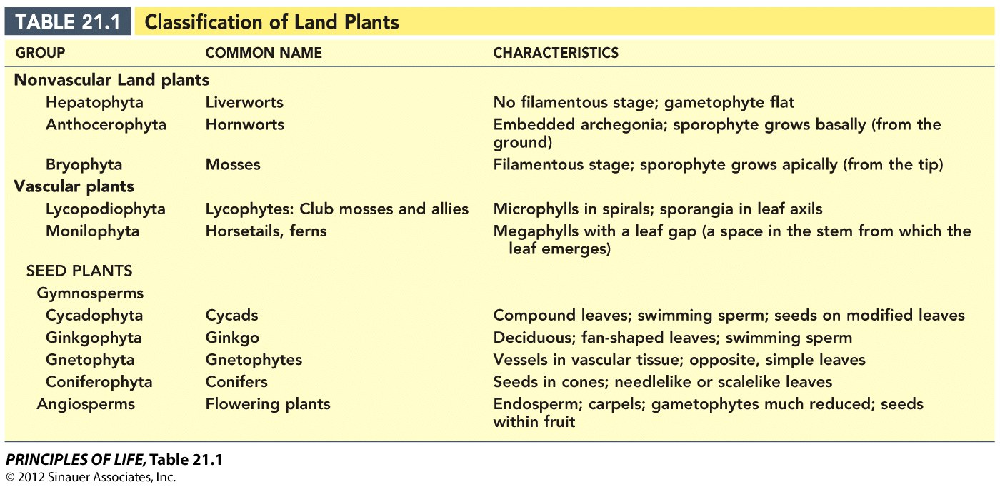 TABLE 21.1 Classification of Land Plants
GROUP COMMON NAME CHARACTERISTICS
Nonvascular Land plants
Hepatophyta Liverworts No filamentous stage; gametophyte flat
Anthocerophyta Hornworts Embedded archegonia; sporophyte grows basally (from the
ground)
Bryophyta Mosses Filamentous stage; sporophyte grows apically (from the tip)
Vascular plants
Lycopodiophyta Lycophytes: Club mosses and allies Microphylls in spirals; sporangia in leaf axils
Monilophyta Horsetails, ferns Megaphylls with a leaf gap (a space in the stem from which the
leaf emerges)
SEED PLANTS
Gymnosperms
Cycadophyta Cycads Compound leaves; swimming sperm; seeds on modified leaves
Ginkgophyta Ginkgo Deciduous; fan-shaped leaves; swimming sperm
Gnetophyta Gnetophytes Vessels in vascular tissue; opposite, simple leaves
Coniferophyta Conifers Seeds in cones; needlelike or scalelike leaves
Angiosperms Flowering plants Endosperm; carpels; gametophytes much reduced; seeds
within fruit
PRINCIPLES OF LIFE, Table 21.1
© 2012 Sinauer Associates, Inc.